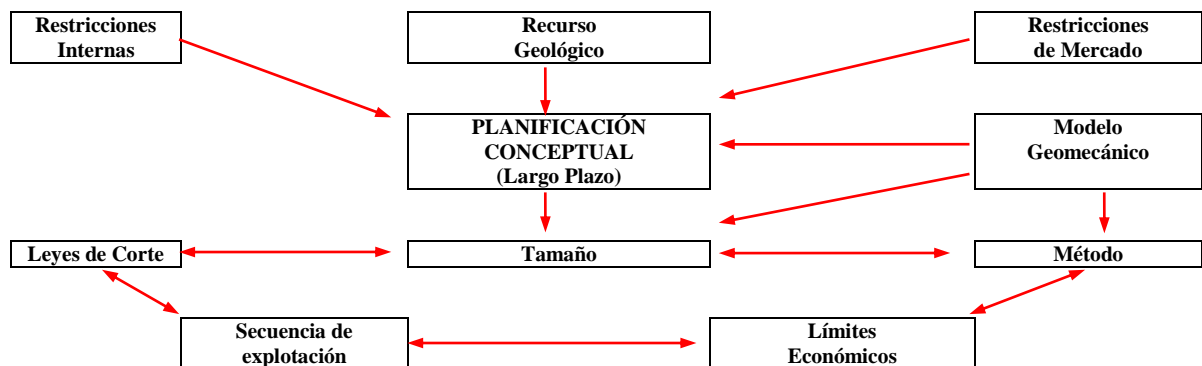 Restricciones
Internas
Recurso
Geológico
Restricciones
de Mercado
PLANIFICACIÓN
CONCEPTUAL
(Largo Plazo)
Modelo
Geomecánico
Leyes de Corte
Tamaño
Método
Secuencia de
explotación
Límites
Económicos